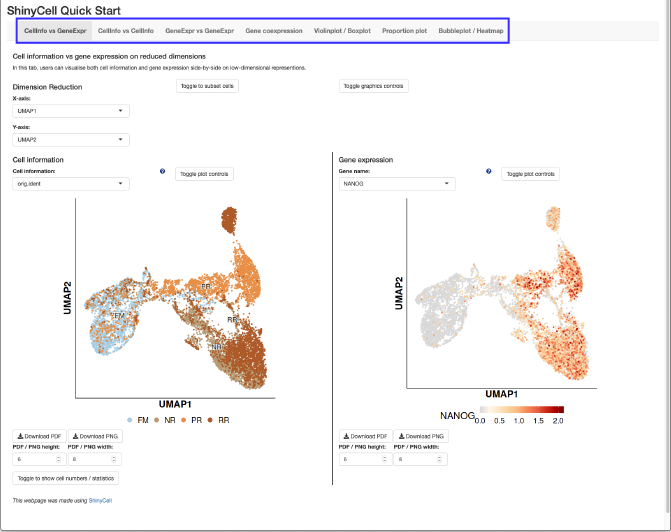 ShinyCell Quick Start
CellInfo vs GeneExpr CellInfo vs CellInfo GeneExpr vs GeneExpr Gene coexpression Violinplot / Boxplot Proportion plot Bubbleplot / Heatmap
Cell information vs gene expression on reduced dimensions
In this tab, users can visualise both cell information and gene expression side-by-side on low-dimensional representions.
Dimension Reduction Toggle to subset cells Toggle graphics controls
X-axis:
UMAP1
Y-axis:
UMAP2
Cell information
Cell information:
orig.ident
Toggle plot controls
UMAP2
PR
FM
RR
NR
UMAP1
FM NR PR RR
Download PDF Download PNG
PDF / PNG height: PDF / PNG width:
6 8
Toggle to show cell numbers / statistics
Gene expression
Gene name:
NANOG
Toggle plot controls
UMAP2
UMAP1
NANOG 0.0 0.5 1.0 1.5 2.0
Download PDF Download PNG
PDF / PNG height: PDF / PNG width:
6 8
This webpage was made using ShinyCell